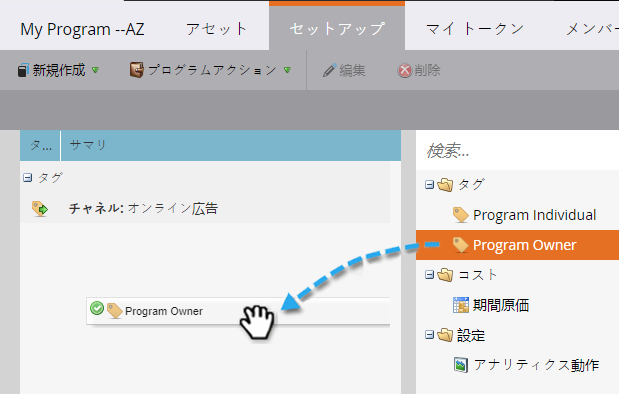 My Program --AZ アセット セットアップ マイ トークン メンバー
新規作成 プログラムアクション 編集 削除
タ... サマリ
タグ
チャネル: オンライン広告
Program Owner
検索...
タグ
Program Individual
Program Owner
コスト
期間原価
設定
アナリティクス動作